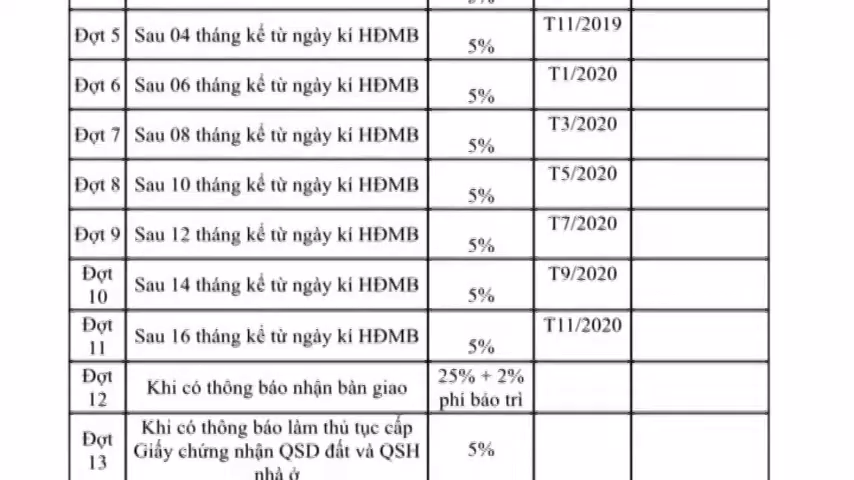 5%
Đợt 5 Sau 04 tháng kể từ ngày kí HĐMB 5% T11/2019
Đợt 6 Sau 06 tháng kể từ ngày kí HĐMB 5% T1/2020
Đợt 7 Sau 08 tháng kể từ ngày kí HĐMB 5% T3/2020
Đợt 8 Sau 10 tháng kể từ ngày kí HĐMB 5% T5/2020
Đợt 9 Sau 12 tháng kể từ ngày kí HĐMB 5% T7/2020
Đợt
10 Sau 14 tháng kể từ ngày kí HĐMB 5% T9/2020
Đợt
11 Sau 16 tháng kể từ ngày kí HĐMB 5% T11/2020
Đợt
12 Khi có thông báo nhận bàn giao 25% + 2%
phí bảo trì
Đợt
13 Khi có thông báo làm thủ tục cấp
Giấy chứng nhận QSD đất và QSH
nhà ở 5%